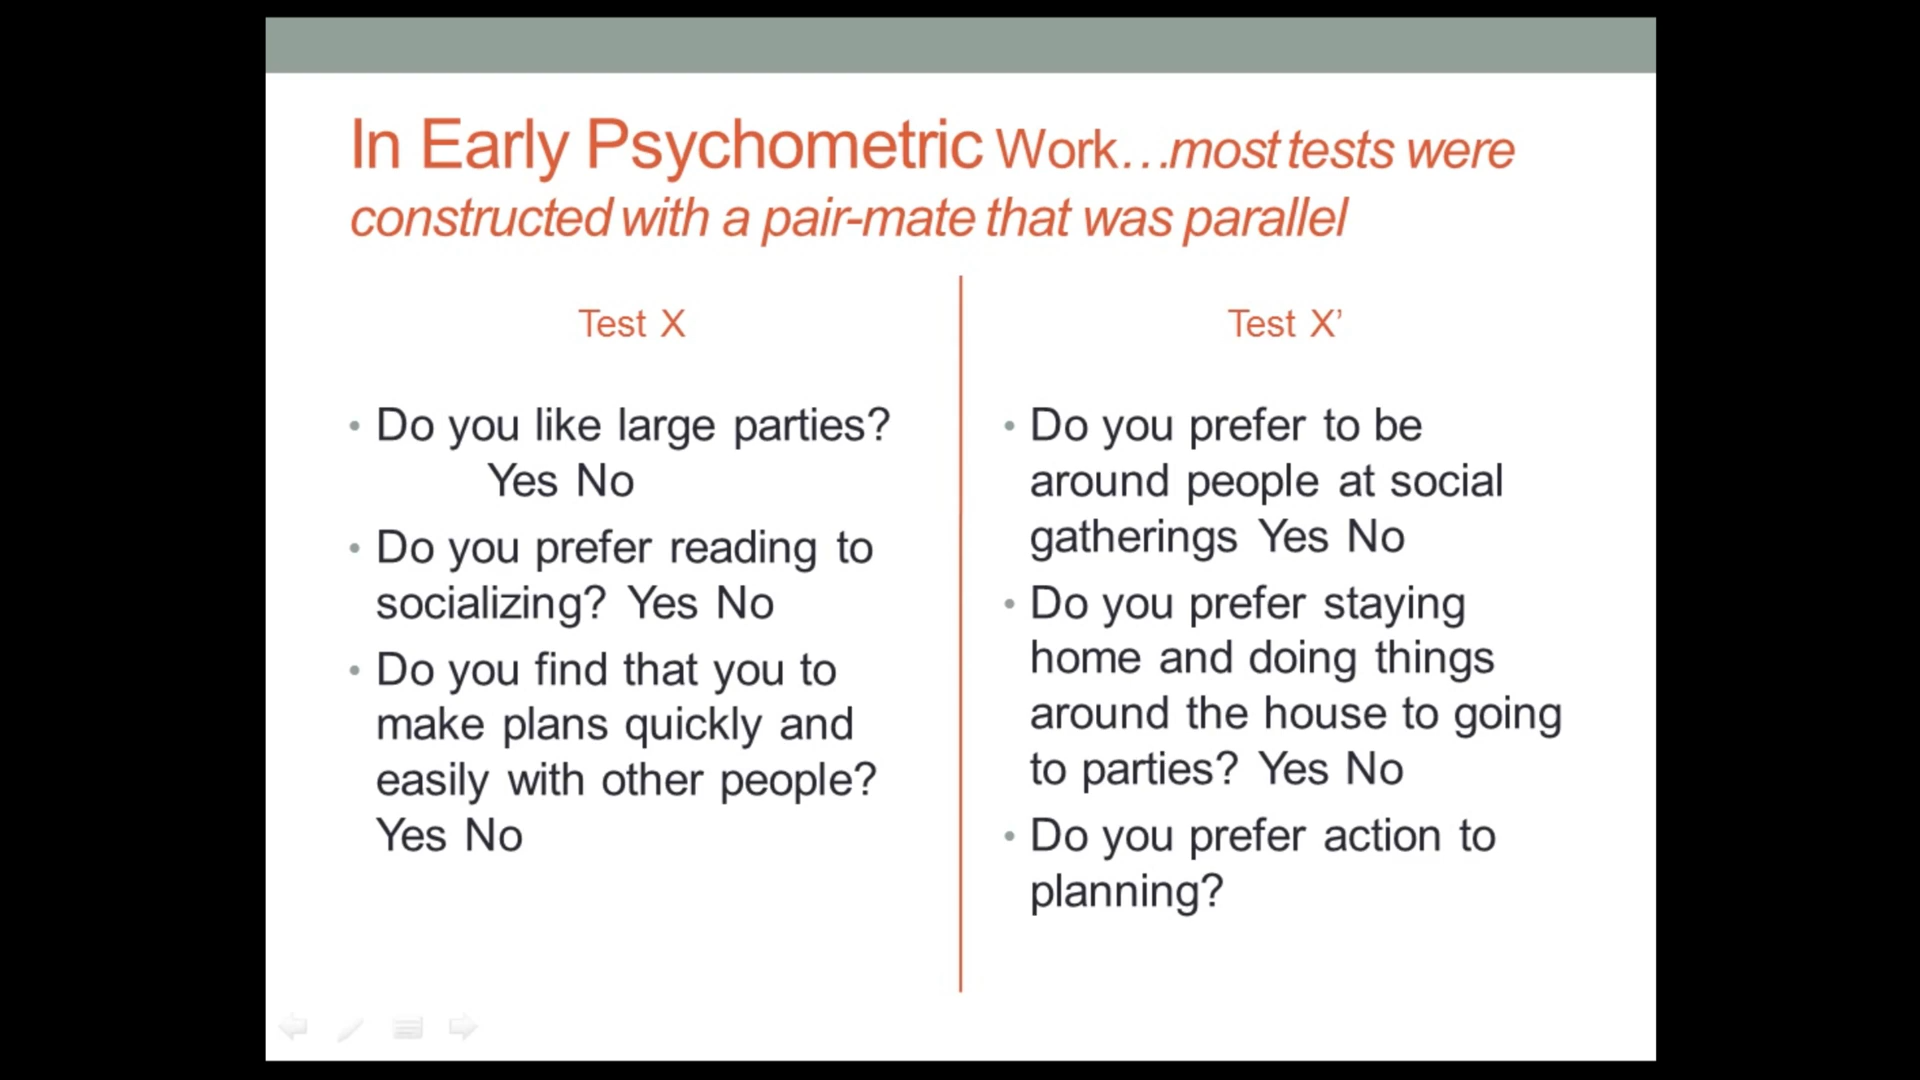 In Early Psychometric Work…most tests were
constructed with a pair-mate that was parallel
Test X
• Do you like large parties?
Yes No
• Do you prefer reading to
socializing? Yes No
• Do you find that you to
make plans quickly and
easily with other people?
Yes No
Test X’
• Do you prefer to be
around people at social
gatherings Yes No
• Do you prefer staying
home and doing things
around the house to going
to parties? Yes No
• Do you prefer action to
planning?